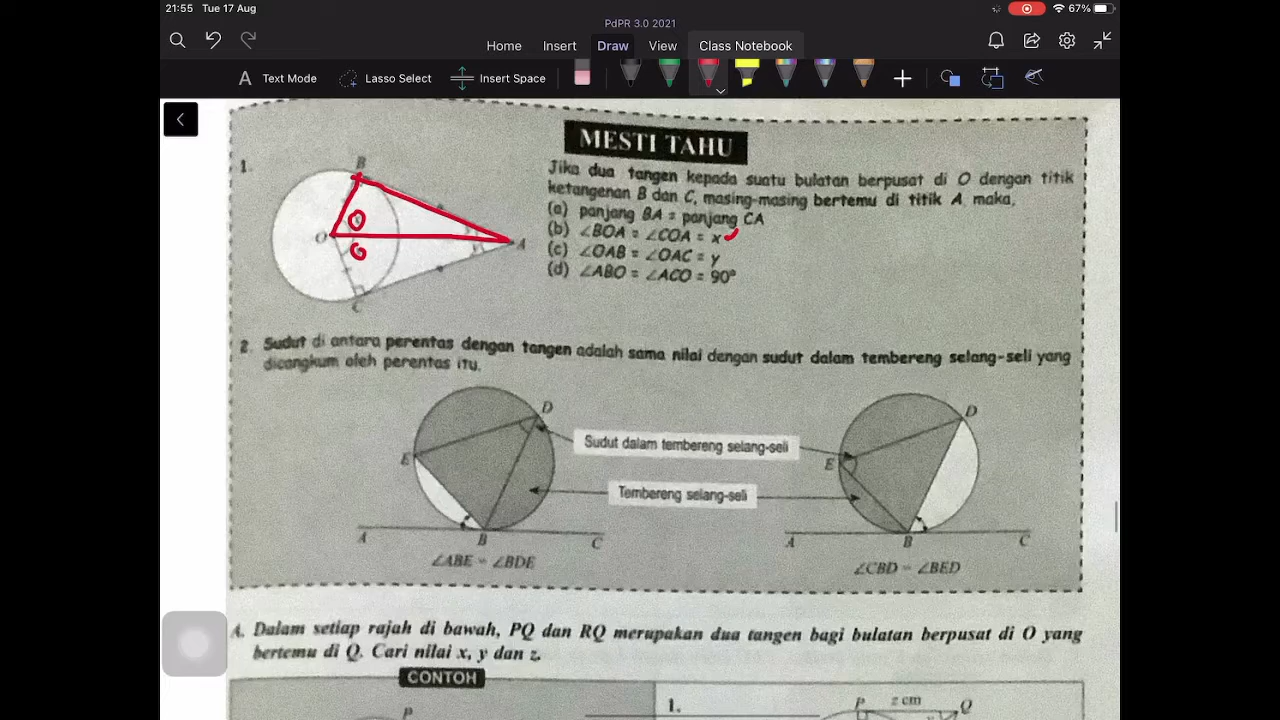 21:55 Tue 17 Aug
67%
PdPR 3.0 2021
Home Insert Draw View Class Notebook
Text Mode Lasso Select Insert Space
MESTI TAHU
1.
B
O
A
C
Jika dua tangen kepada suatu bulatan berpusat di O dengan titik
ketangenan B dan C, masing-masing bertemu di titik A, maka,
(a) panjang BA = panjang CA
(b) ∠BOA = ∠COA = x
(c) ∠OAB = ∠OAC = y
(d) ∠ABO = ∠ACO = 90°
2. Sudut di antara perentas dengan tangen adalah sama nilai dengan sudut dalam tembereng selang-seli yang
dicangkum oleh perentas itu.
D
E
A B C
Sudut dalam tembereng selang-seli
Tembereng selang-seli
D
E
A B C
∠ABE = ∠BDE
∠CBD = ∠BED
A. Dalam setiap rajah di bawah, PQ dan RQ merupakan dua tangen bagi bulatan berpusat di O yang
bertemu di Q. Cari nilai x, y dan z.
CONTOH
P
1.
P z cm Q